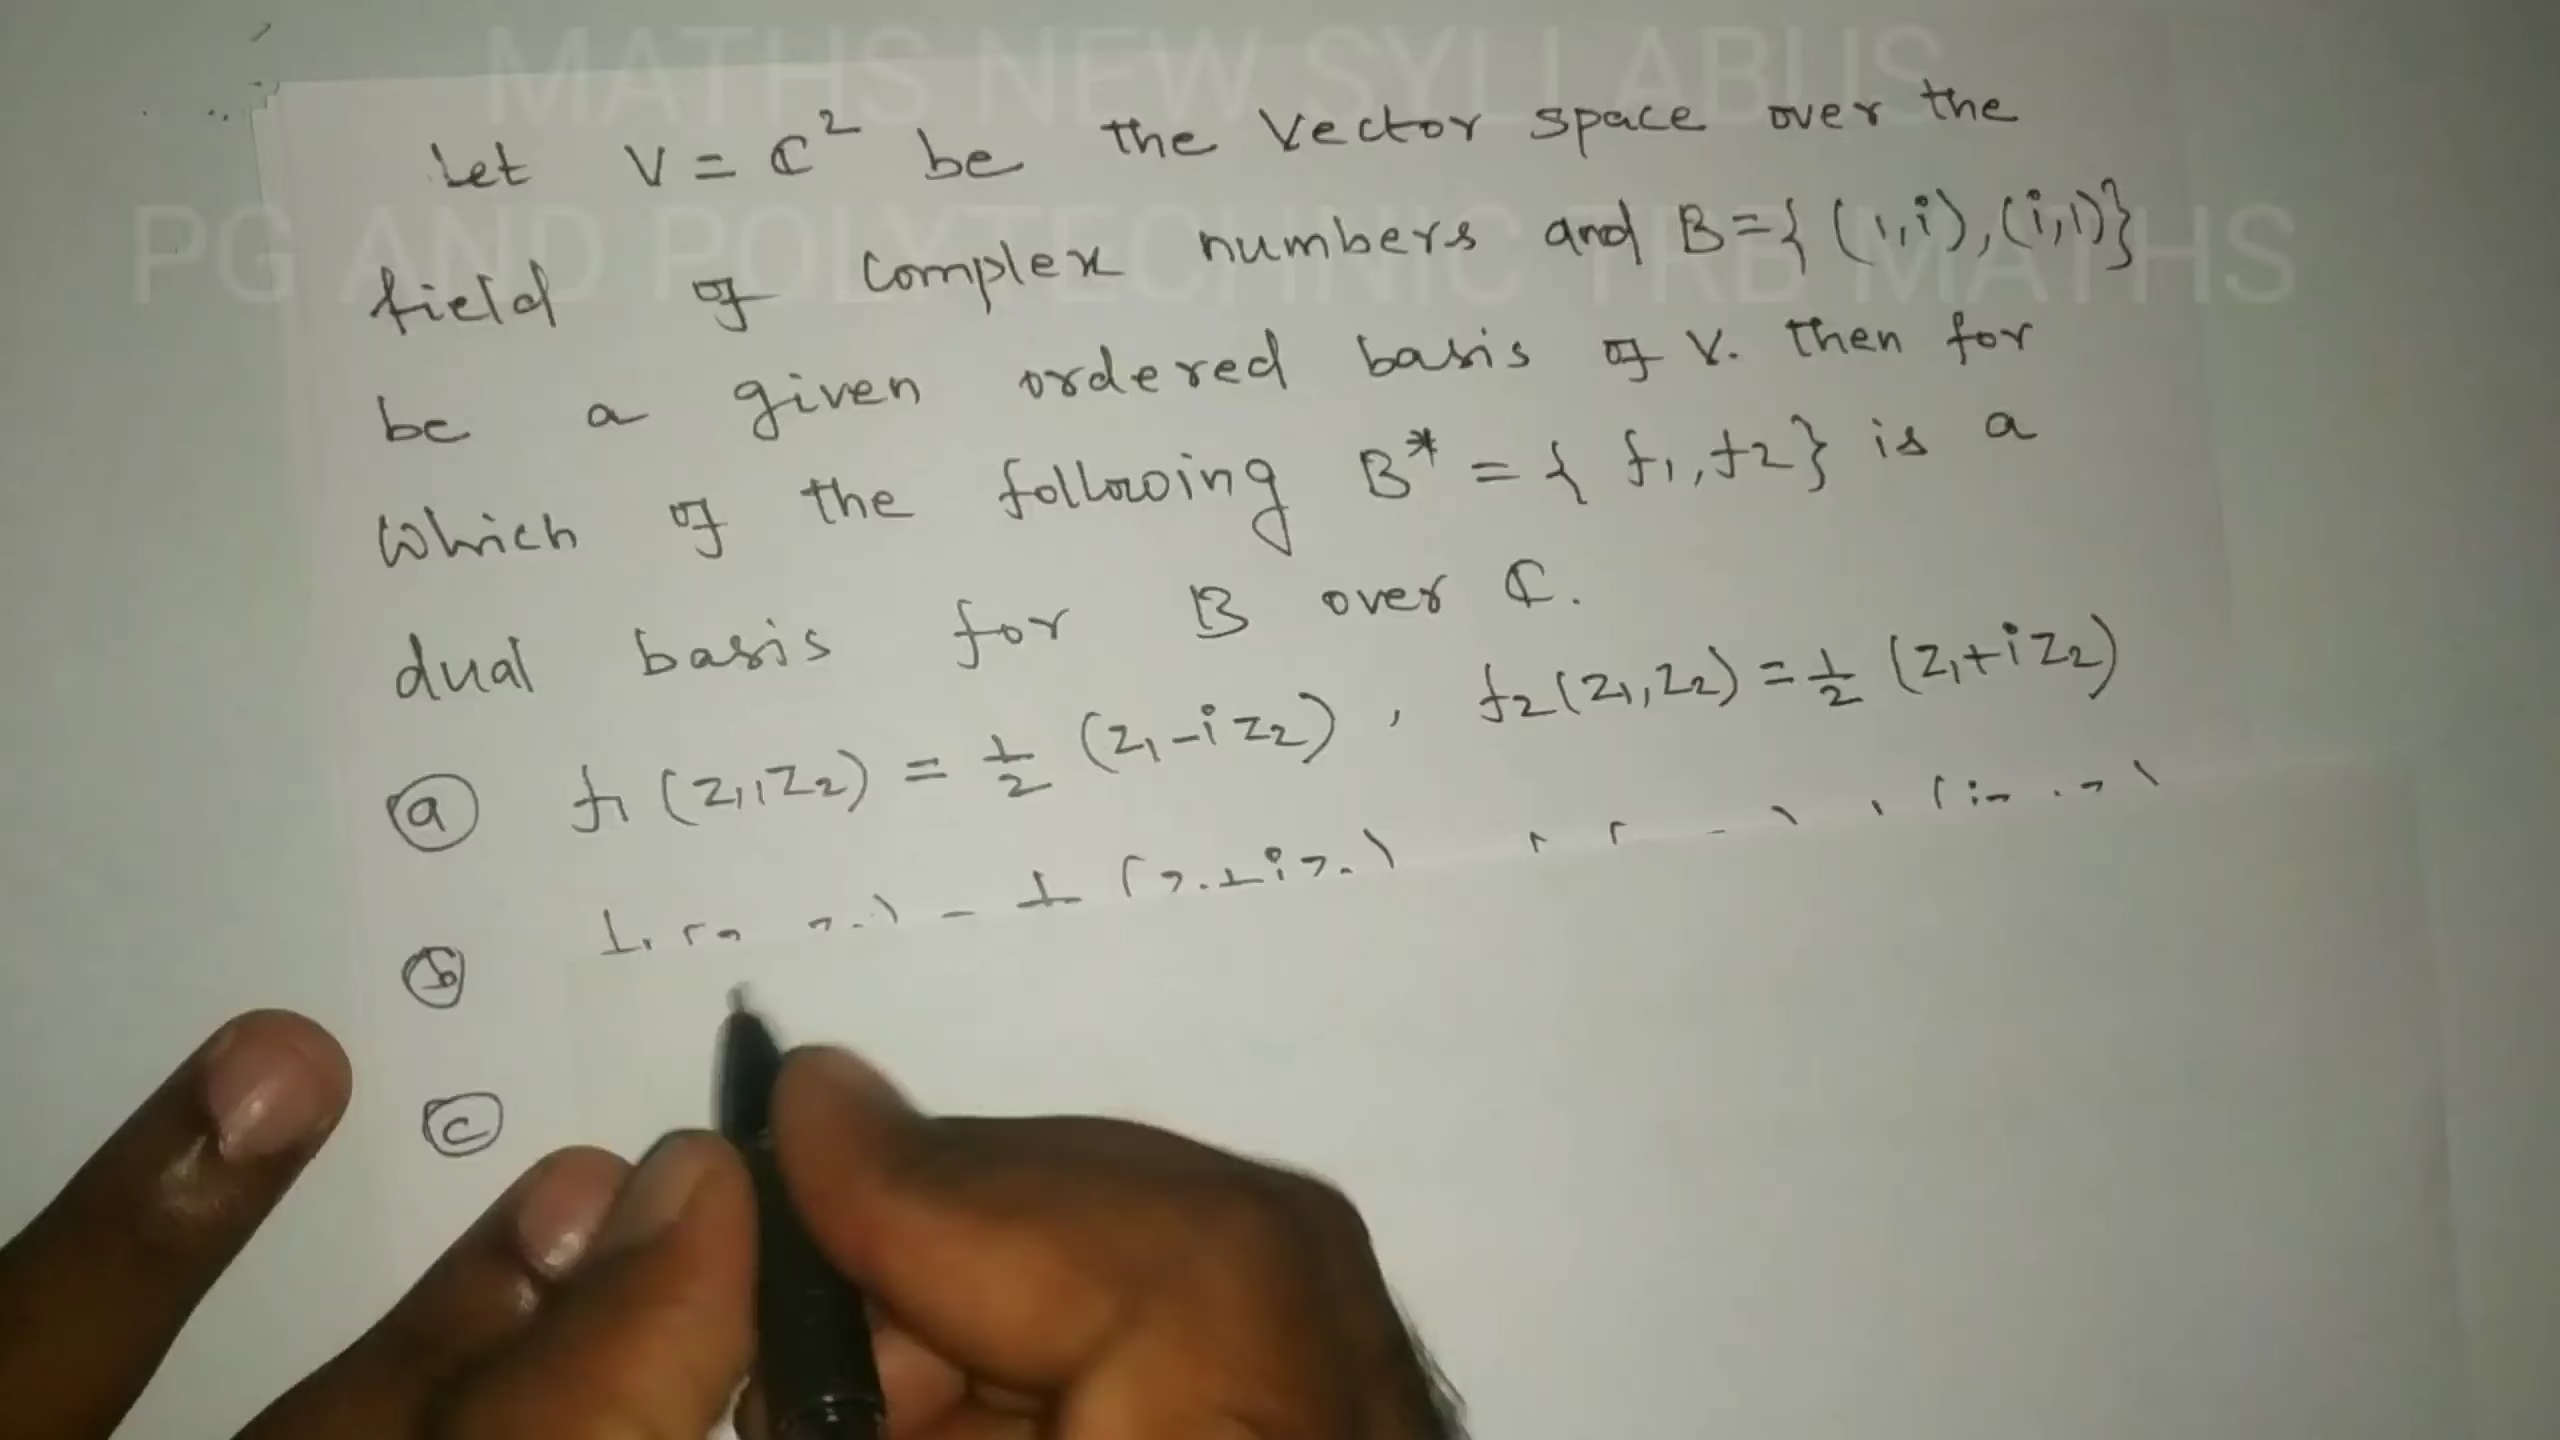 MATHS NEW SYLLABUS
PG AND POLYTECHNIC TRB MATHS
Let V = ℂ² be the Vector space over the
field of complex numbers and B={(1,i),(i,1)}
be a given ordered basis of V. Then for
which of the following B* = {f₁,f₂} is a
dual basis for B over ℂ.
ⓐ f₁(z₁,z₂) = ½ (z₁-iz₂), f₂(z₁,z₂) = ½ (z₁+iz₂)
ⓑ
ⓒ